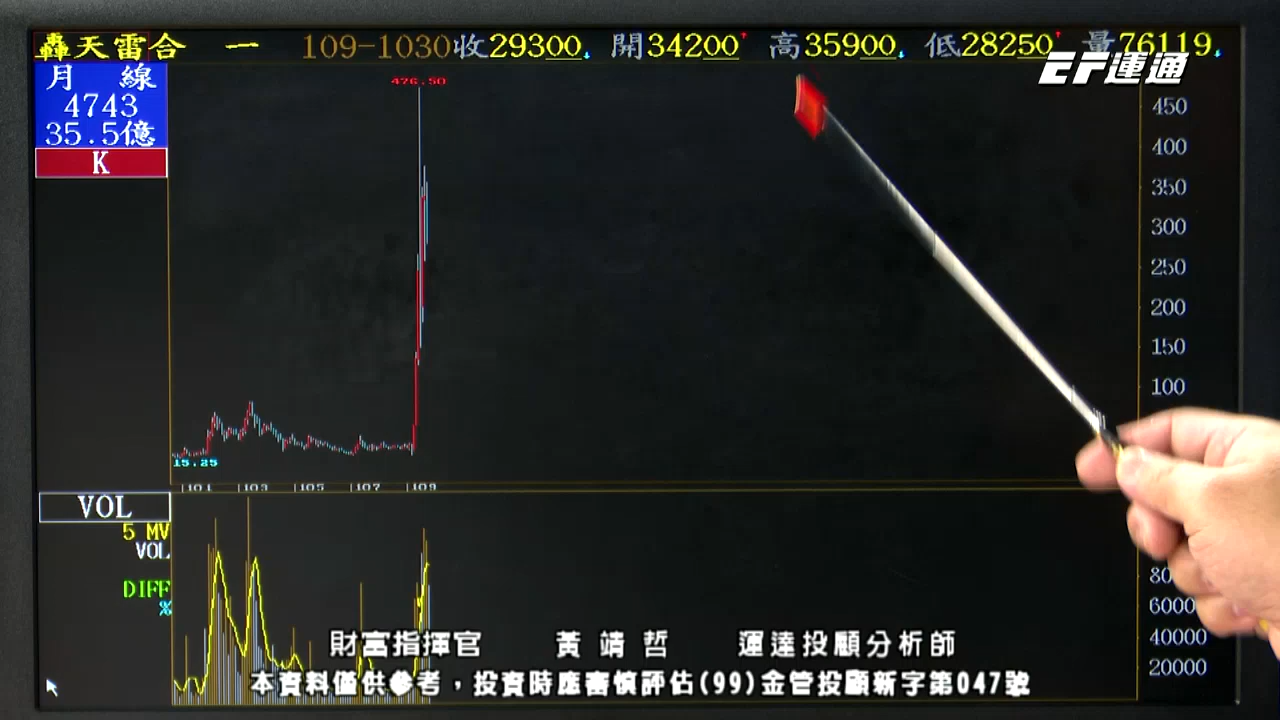 轟天雷合一 109-1030收29300 開34200 高35900 低28250 量76119
EF運通
月 線
4743
35.5億
K
476.50
450
400
350
300
250
200
150
100
15.25
101 103 105 107 109
VOL
5 MV
VOL
DIFF
%
6000
40000
20000
財富指揮官 黃靖哲 運達投顧分析師
本資料僅供參考，投資時應審慎評估(99)金管投顧新字第047號